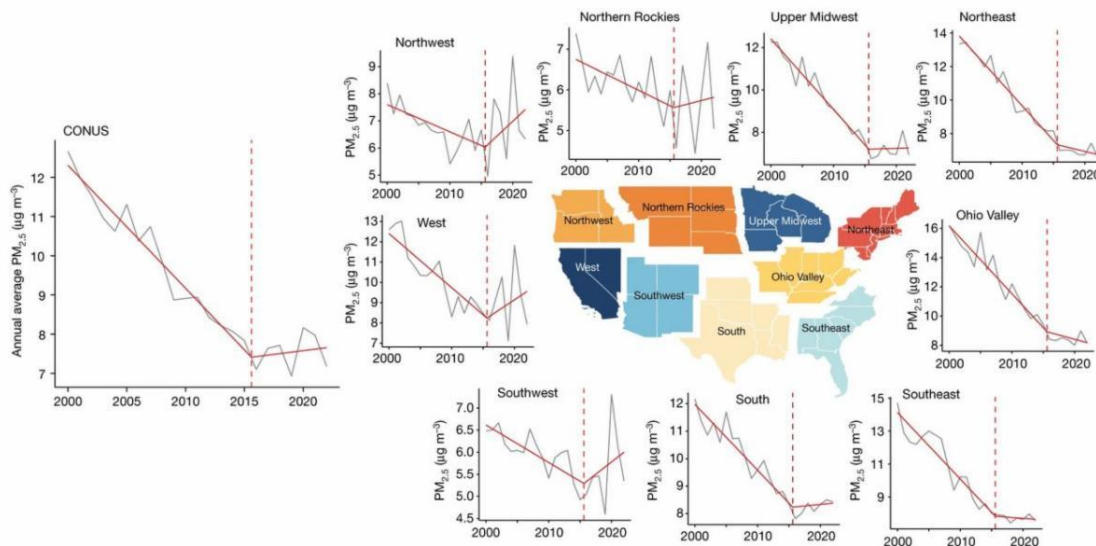 CONUS
Annual average PM2.5 (µg m−3)
12
11
10
9
8
7
2000 2005 2010 2015 2020
Northwest
PM2.5 (µg m−3)
9
8
7
6
5
2000 2010 2020
Northern Rockies
PM2.5 (µg m−3)
7
6
5
2000 2010 2020
Upper Midwest
PM2.5 (µg m−3)
12
10
8
2000 2010 2020
Northeast
PM2.5 (µg m−3)
14
12
10
8
2000 2010 2020
West
PM2.5 (µg m−3)
13
12
11
10
9
8
7
2000 2010 2020
Northwest
Northern Rockies
Upper Midwest
Northeast
West
Southwest
Ohio Valley
South
Southeast
Ohio Valley
PM2.5 (µg m−3)
16
14
12
10
8
2000 2010 2020
Southwest
PM2.5 (µg m−3)
7.0
6.5
6.0
5.5
5.0
4.5
2000 2010 2020
South
PM2.5 (µg m−3)
12
11
10
9
8
2000 2010 2020
Southeast
PM2.5 (µg m−3)
15
13
11
9
2000 2010 2020